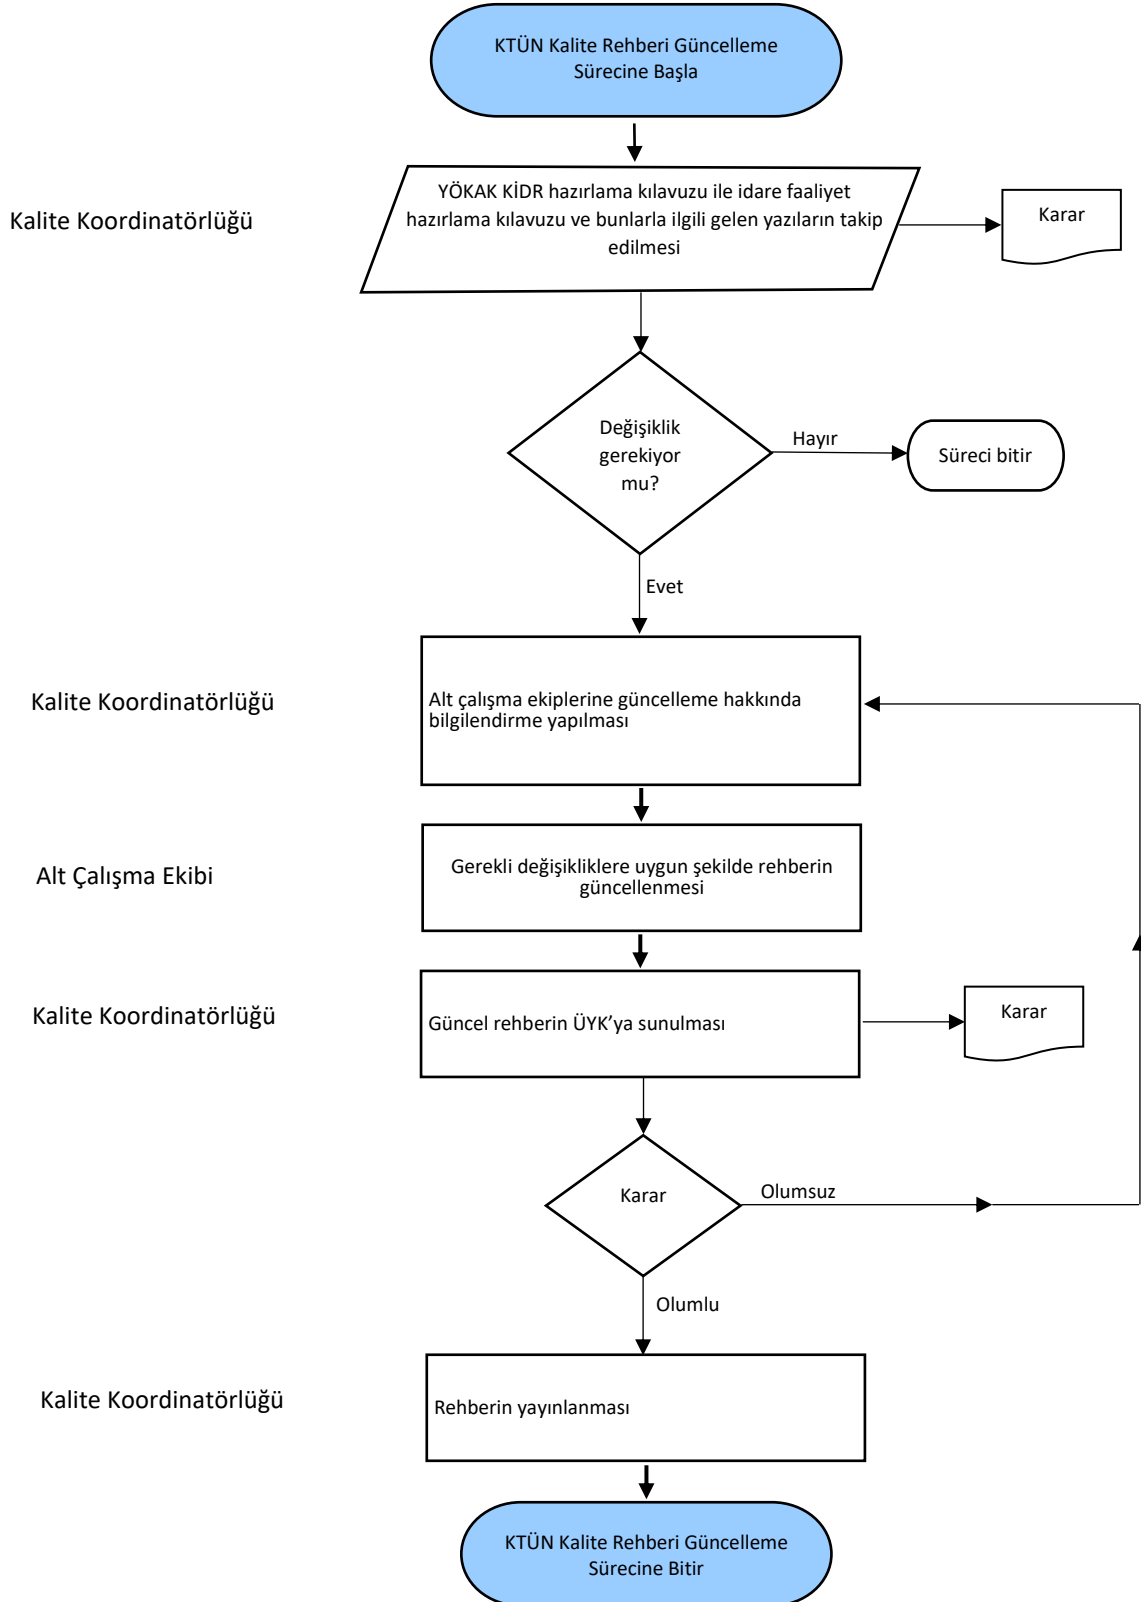 KTÜN Kalite Rehberi Güncelleme
Sürecine Başla
Kalite Koordinatörlüğü
YÖKAK KİDR hazırlama kılavuzu ile idare faaliyet
hazırlama kılavuzu ve bunlarla ilgili gelen yazıların takip
edilmesi
Karar
Değişiklik
gerekiyor
mu?
Hayır
Süreci bitir
Evet
Kalite Koordinatörlüğü
Alt çalışma ekiplerine güncelleme hakkında
bilgilendirme yapılması
Alt Çalışma Ekibi
Gerekli değişikliklere uygun şekilde rehberin
güncellenmesi
Kalite Koordinatörlüğü
Güncel rehberin ÜYK’ya sunulması
Karar
Karar
Olumsuz
Olumlu
Kalite Koordinatörlüğü
Rehberin yayınlanması
KTÜN Kalite Rehberi Güncelleme
Sürecine Bitir